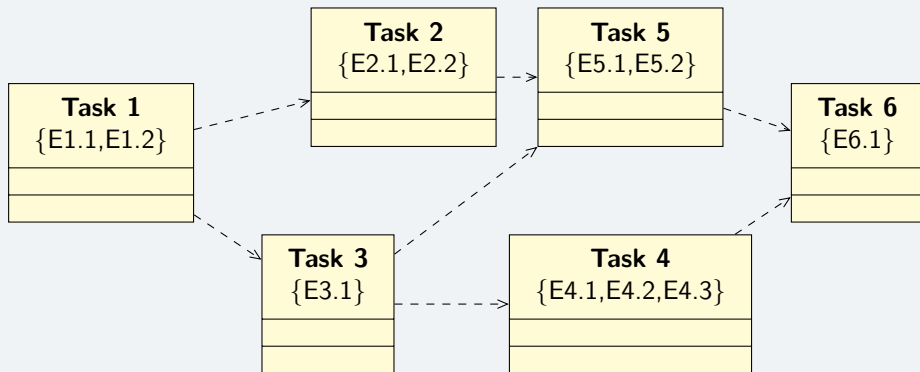 Task 1
{E1.1,E1.2}
Task 2
{E2.1,E2.2}
Task 5
{E5.1,E5.2}
Task 6
{E6.1}
Task 3
{E3.1}
Task 4
{E4.1,E4.2,E4.3}